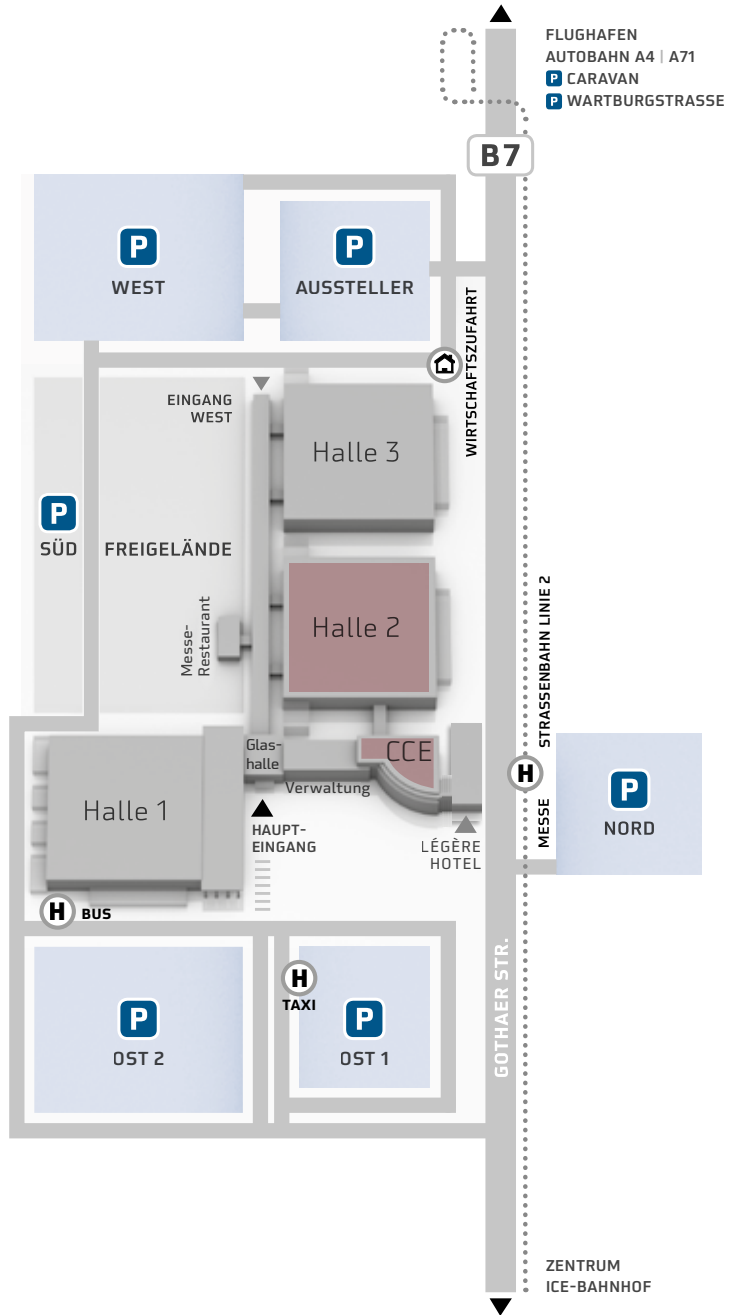 FLUGHAFEN
AUTOBAHN A4 | A71
P CARAVAN
P WARTBURGSTRASSE
B7
P
WEST
P
AUSSTELLER
WIRTSCHAFTSZUFAHRT
EINGANG
WEST
Halle 3
P
SÜD
FREIGELÄNDE
Messe-
Restaurant
Halle 2
STRASSENBAHN LINIE 2
H
MESSE
Glas-
halle
CCE
Verwaltung
Halle 1
HAUPT-
EINGANG
LÉGÈRE
HOTEL
P
NORD
H BUS
H
TAXI
P
OST 2
P
OST 1
GOTHAER STR.
ZENTRUM
ICE-BAHNHOF